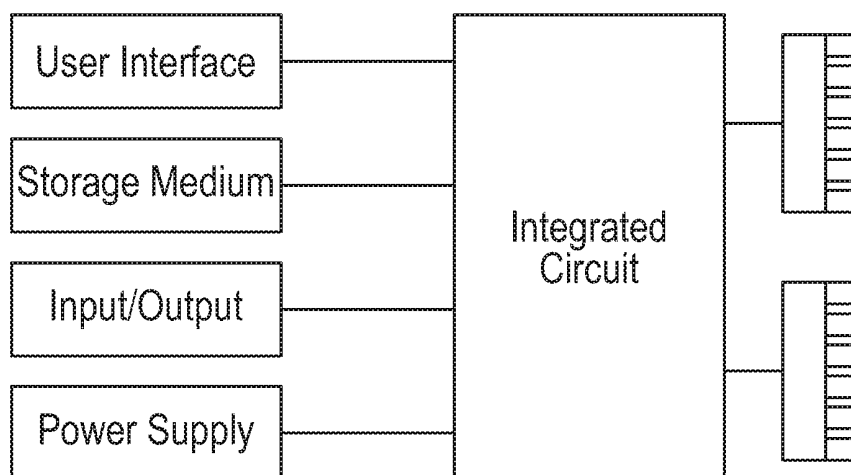 User Interface
Storage Medium
Input/Output
Power Supply
Integrated
Circuit